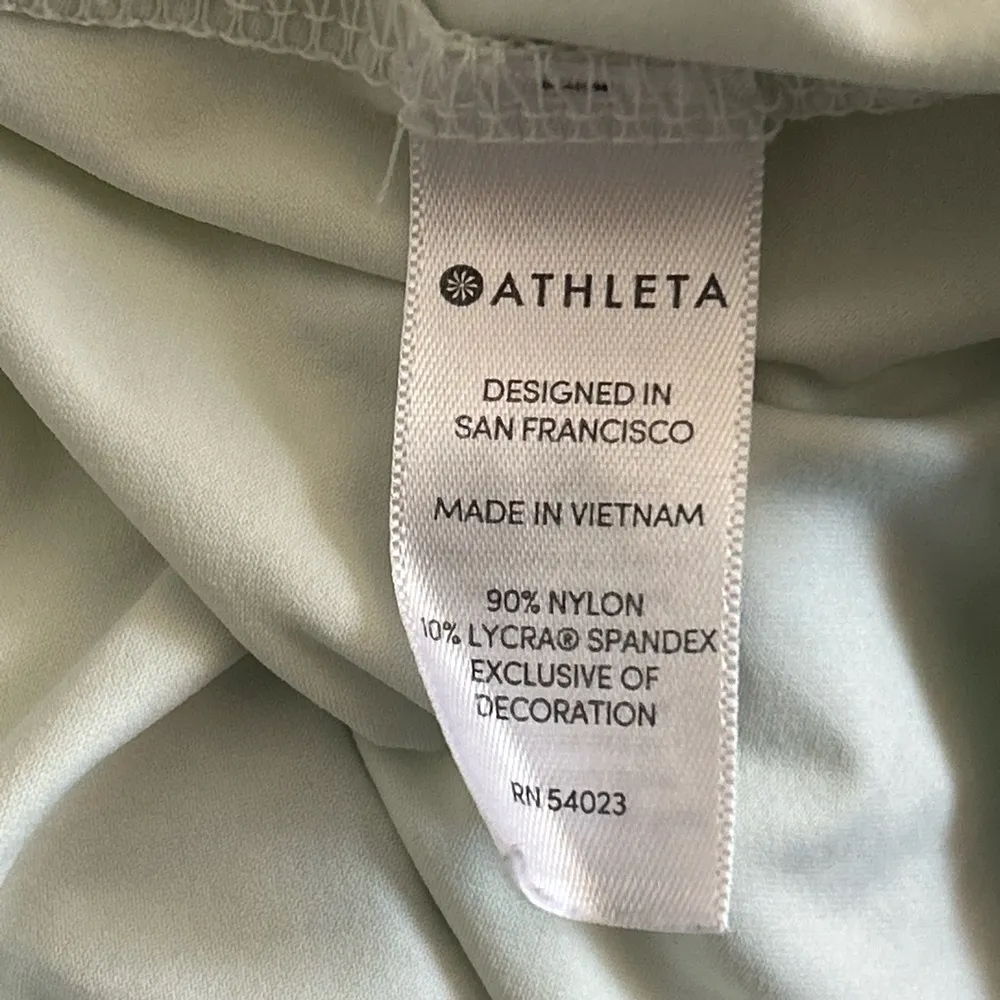 ATHLETA
DESIGNED IN
SAN FRANCISCO
MADE IN VIETNAM
90% NYLON
10% LYCRA® SPANDEX
EXCLUSIVE OF
DECORATION
RN 54023